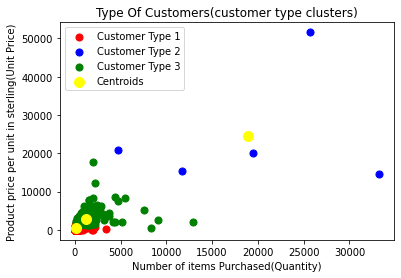 Type Of Customers(customer type clusters)
Customer Type 1
Customer Type 2
Customer Type 3
Centroids
Product price per unit in sterling(Unit Price)
50000
40000
30000
20000
10000
0
0 5000 10000 15000 20000 25000 30000
Number of items Purchased(Quantity)